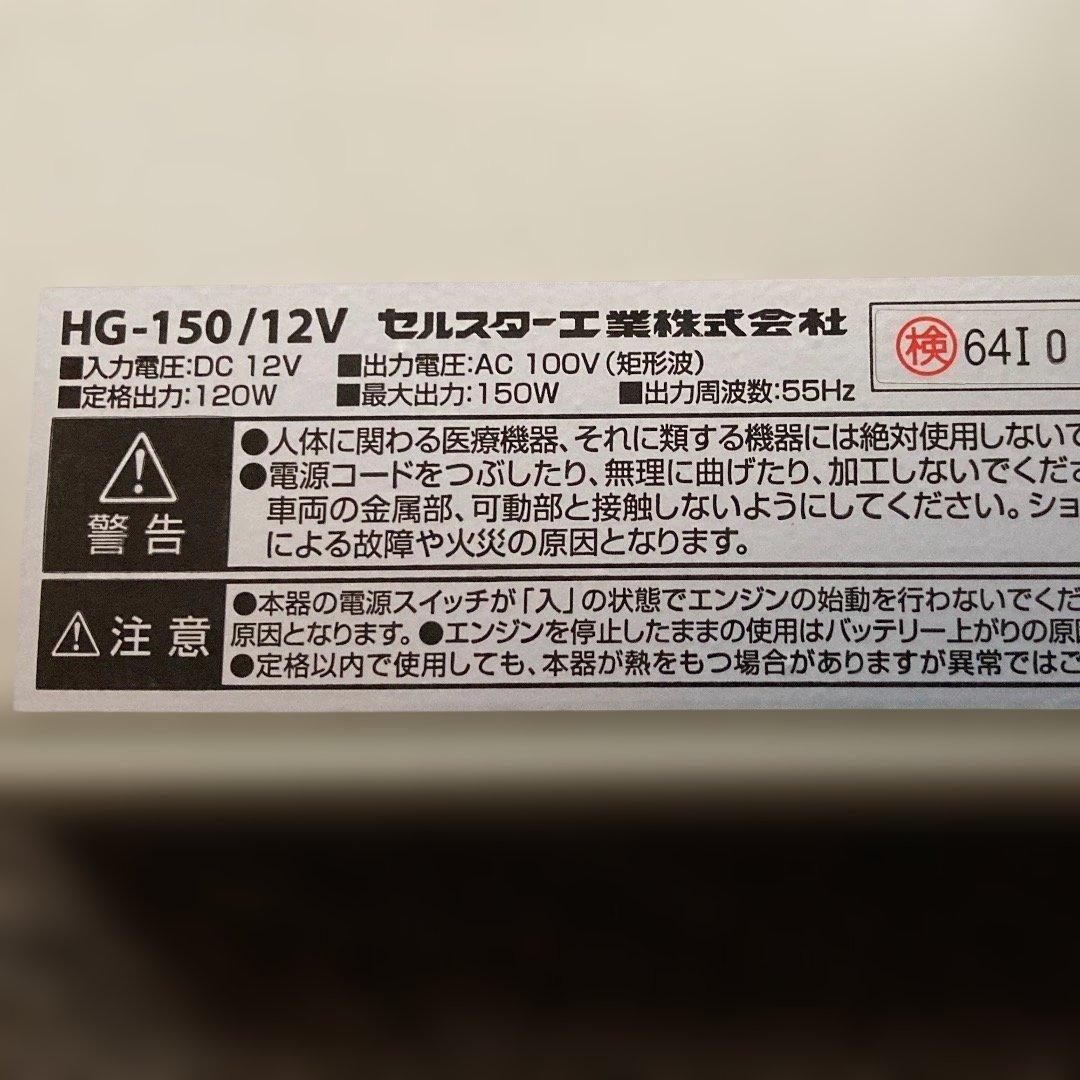 HG-150/12V セルスター工業株式会社
検 64I 0
■入力電圧:DC 12V ■出力電圧:AC 100V(矩形波)
■定格出力:120W ■最大出力:150W ■出力周波数:55Hz
警告
●人体に関わる医療機器、それに類する機器には絶対使用しないで
●電源コードをつぶしたり、無理に曲げたり、加工しないでくださ
車両の金属部、可動部と接触しないようにしてください。ショ
による故障や火災の原因となります。
注意
●本器の電源スイッチが「入」の状態でエンジンの始動を行わないでくだ
原因となります。●エンジンを停止したままの使用はバッテリー上がりの原
●定格以内で使用しても、本器が熱をもつ場合がありますが異常ではご